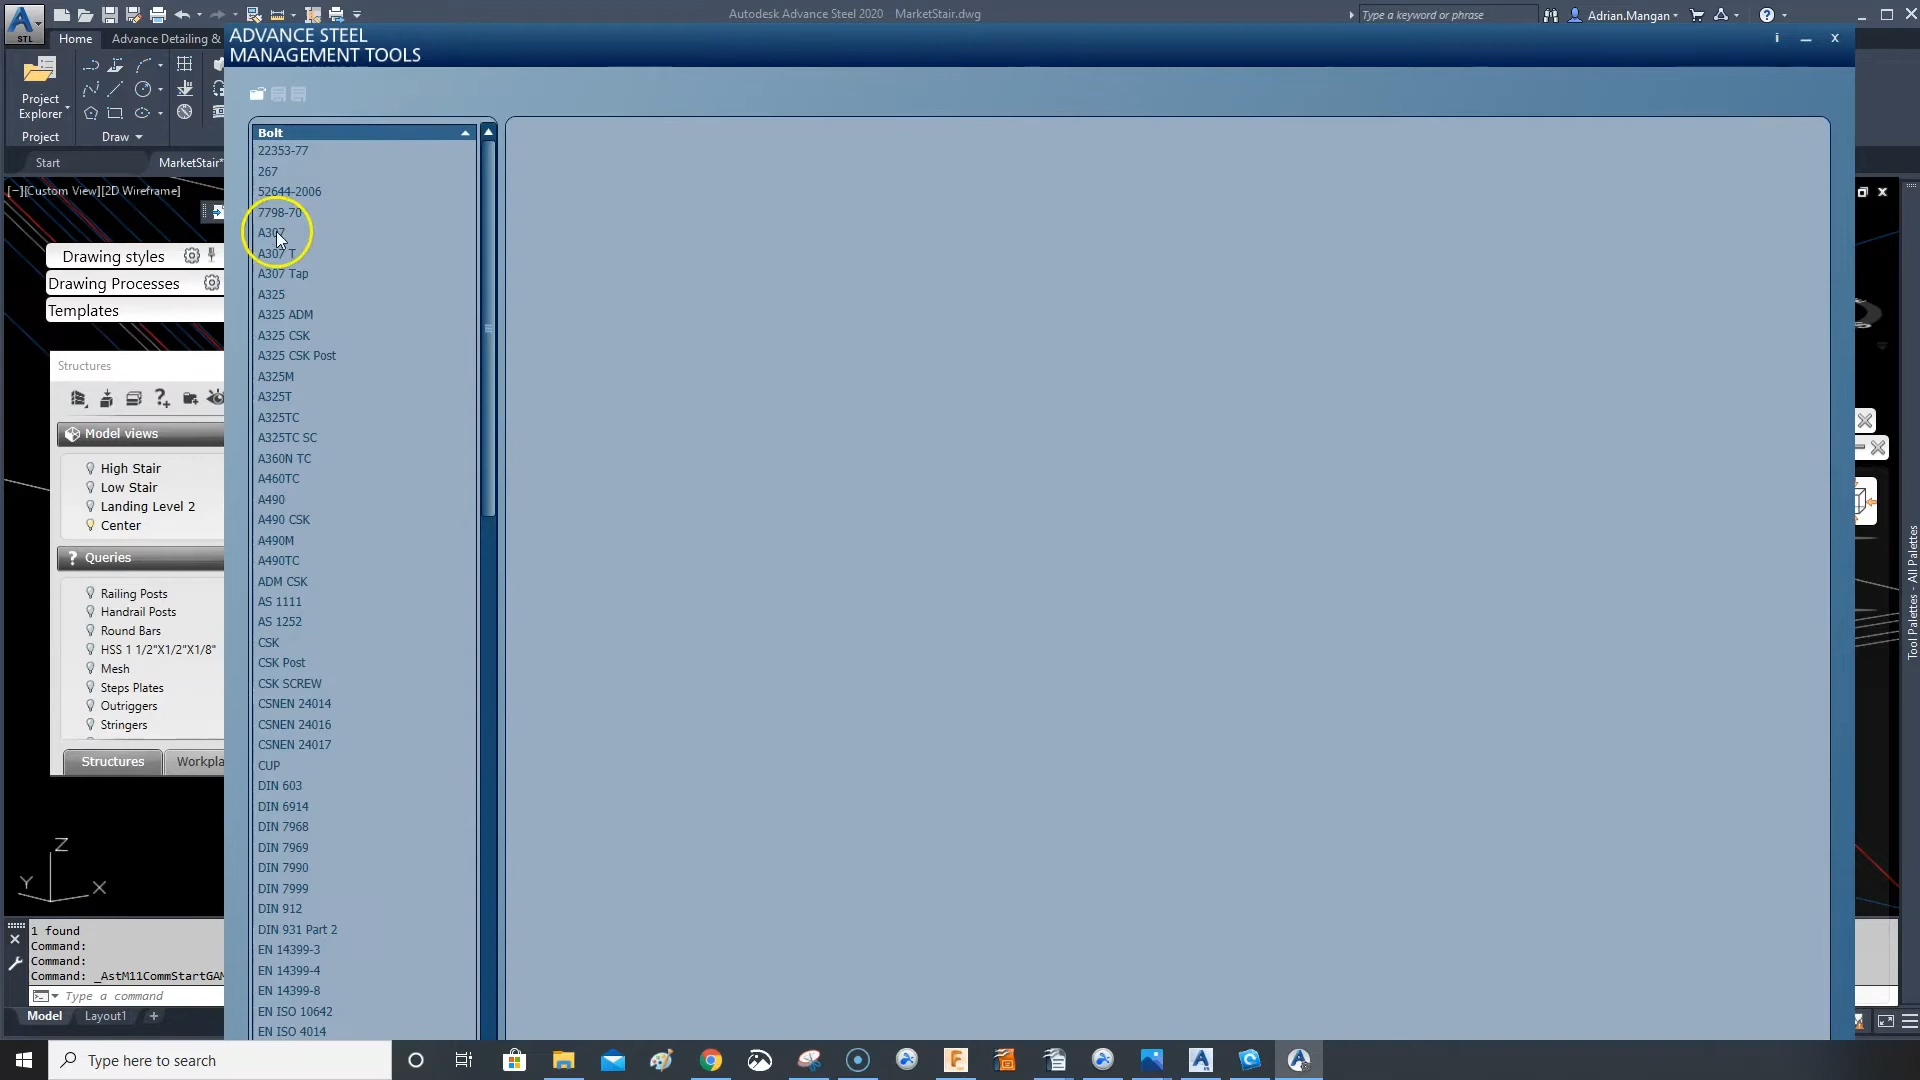 Autodesk Advance Steel 2020 MarketStair.dwg
Type a keyword or phrase
Adrian.Mangan
STL
Home
Advance Detailing &
ADVANCE STEEL
MANAGEMENT TOOLS
i
x
Project
Explorer
Project
Draw
Start
MarketStair*
[−][Custom View][2D Wireframe]
Drawing styles
Drawing Processes
Templates
Structures
Model views
High Stair
Low Stair
Landing Level 2
Center
Queries
Railing Posts
Handrail Posts
Round Bars
HSS 1 1/2"X1/2"X1/8"
Mesh
Steps Plates
Outriggers
Stringers
Structures
Workpla
Bolt
22353-77
267
52644-2006
7798-70
A307
A307 T
A307 Tap
A325
A325 ADM
A325 CSK
A325 CSK Post
A325M
A325T
A325TC
A325TC SC
A360N TC
A460TC
A490
A490 CSK
A490M
A490TC
ADM CSK
AS 1111
AS 1252
CSK
CSK Post
CSK SCREW
CSNEN 24014
CSNEN 24016
CSNEN 24017
CUP
DIN 603
DIN 6914
DIN 7968
DIN 7969
DIN 7990
DIN 7999
DIN 912
DIN 931 Part 2
EN 14399-3
EN 14399-4
EN 14399-8
EN ISO 10642
EN ISO 4014
Tool Palettes - All Palettes
Z
Y
X
1 found
Command:
Command:
Command: _AstM11CommStartGAM
Type a command
Model
Layout1
+
Type here to search